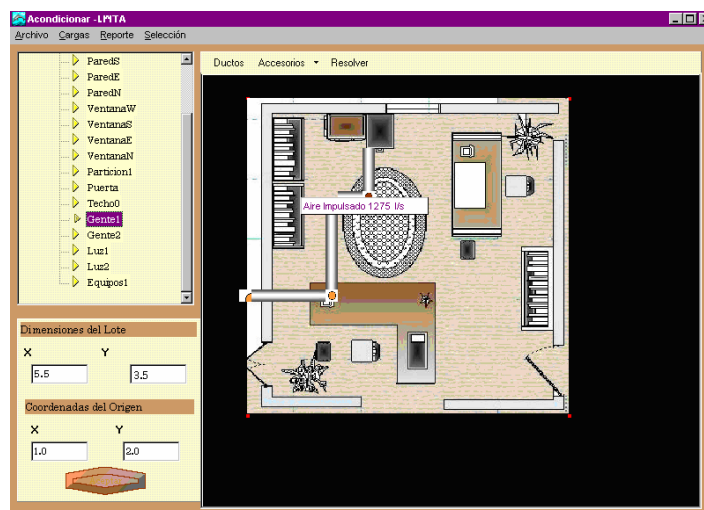 Acondicionar -LMTA
Archivo Cargas Reporte Selección
ParedS
ParedE
ParedN
VentanaW
VentanaS
VentanaE
VentanaN
Particion1
Puerta
Techo0
Gente1
Gente2
Luz1
Luz2
Equipos1
Dimensiones del Lote
X Y
5.5 3.5
Coordenadas del Origen
X Y
1.0 2.0
Ductos Accesorios Resolver
Aire Impulsado 1275 l/s